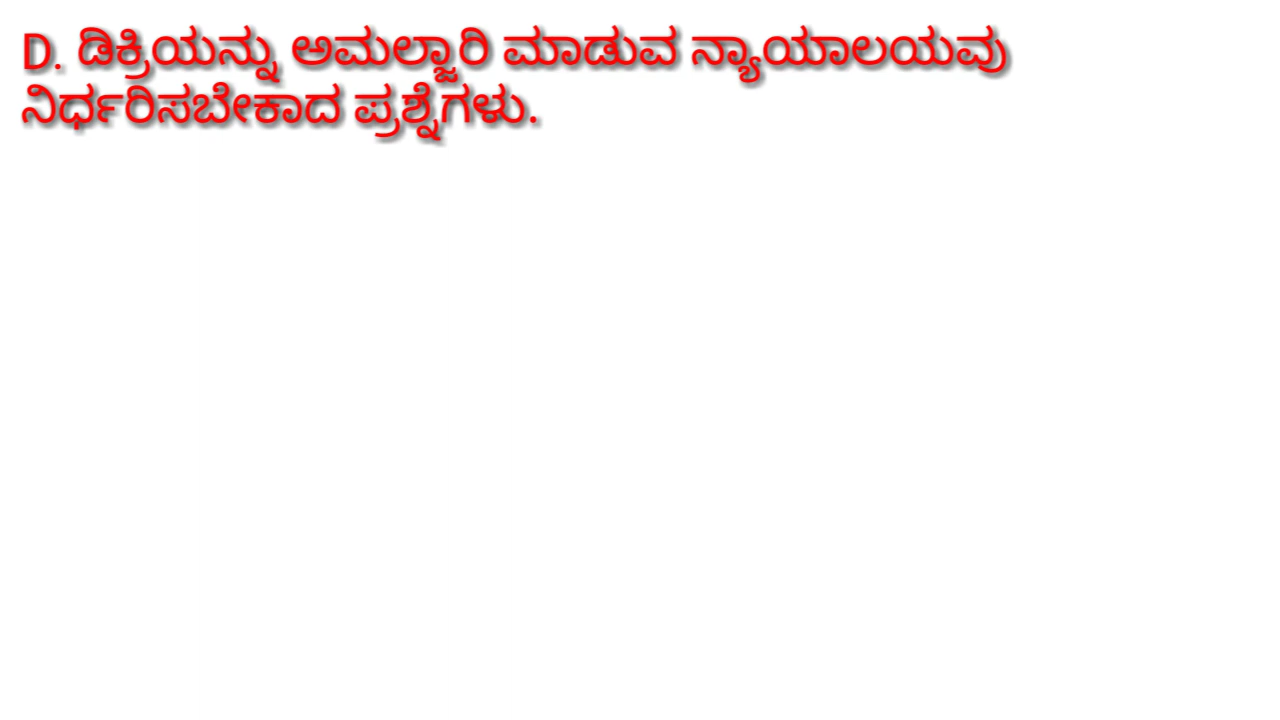 D. ಡಿಕ್ರಿಯನ್ನು ಅಮಲ್ಜಾರಿ ಮಾಡುವ ನ್ಯಾಯಾಲಯವು
ನಿರ್ಧರಿಸಬೇಕಾದ ಪ್ರಶ್ನೆಗಳು.